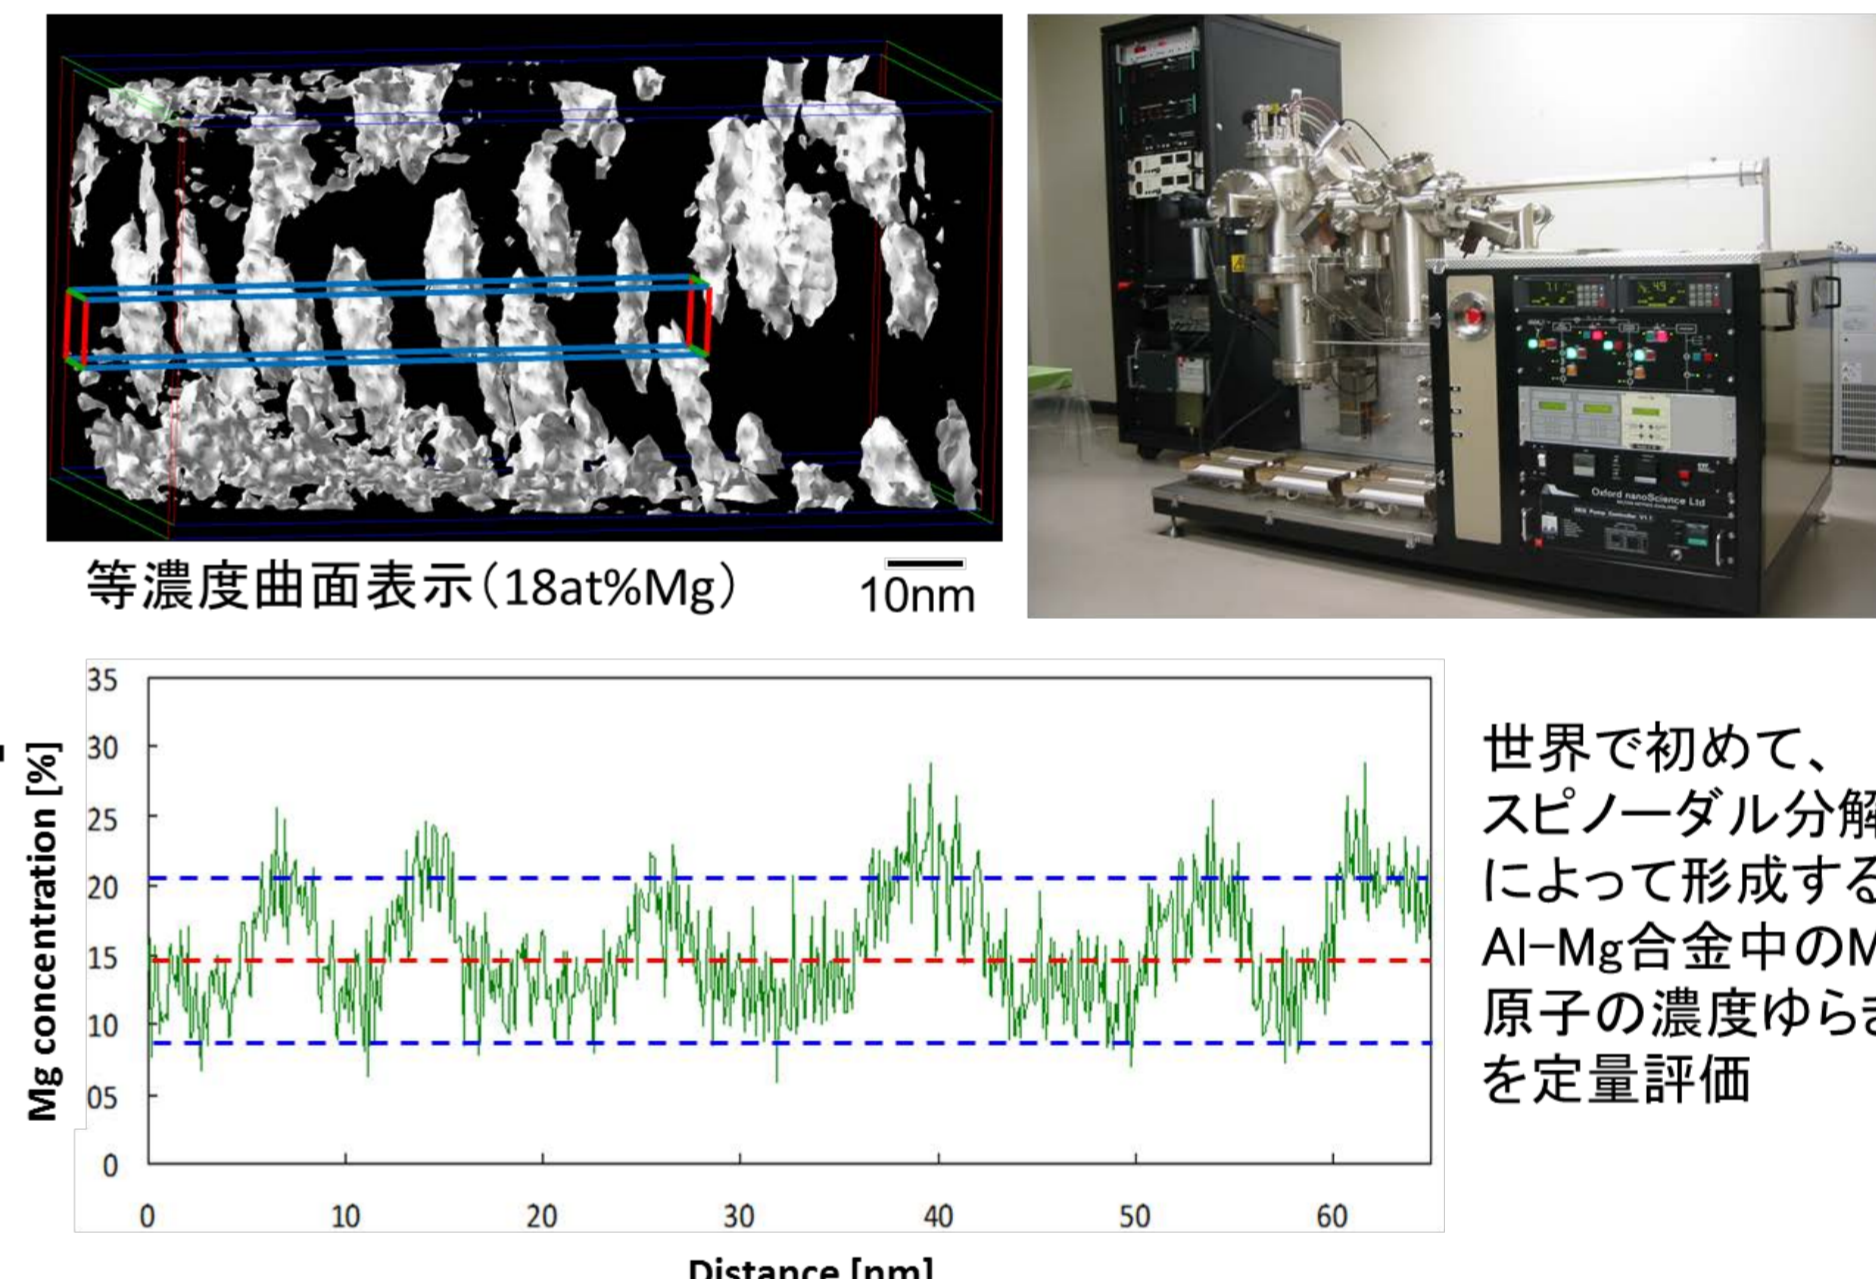 等濃度曲面表示（18at%Mg）
10nm
Oxford nanoScience Ltd
Mg concentration [%]
35
30
25
20
15
10
05
0
0 10 20 30 40 50 60
Distance [nm]
世界で初めて、
スピノーダル分解
によって形成する
Al−Mg合金中のM
原子の濃度ゆらぎ
を定量評価